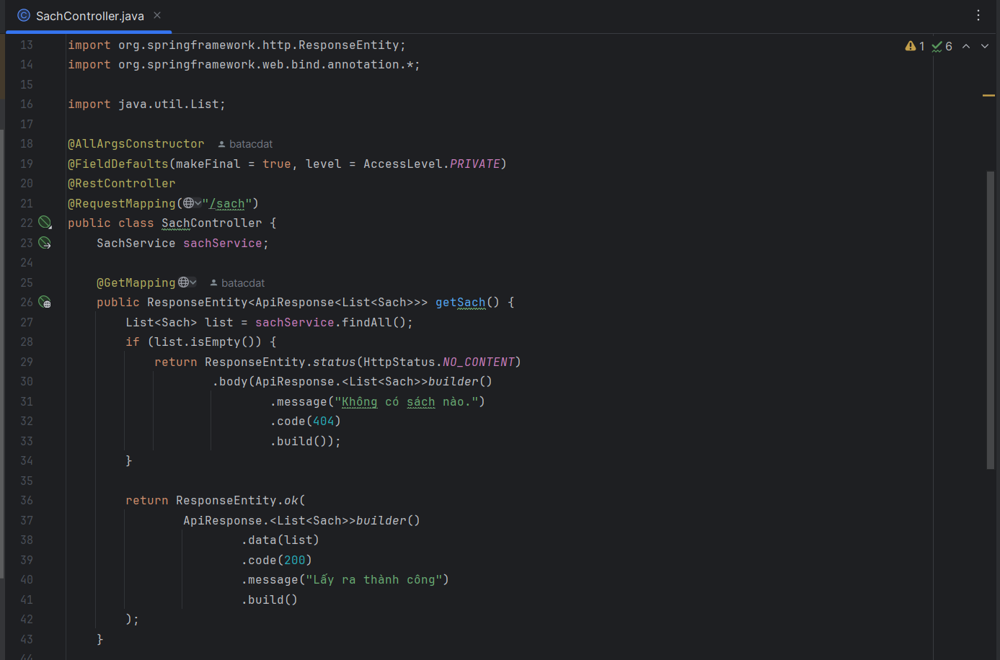 SachController.java
13 import org.springframework.http.ResponseEntity;
1 6
14 import org.springframework.web.bind.annotation.*;
15
16 import java.util.List;
17
18 @AllArgsConstructor batacdat
19 @FieldDefaults(makeFinal = true, level = AccessLevel.PRIVATE)
20 @RestController
21 @RequestMapping("/sach")
22 public class SachController {
23 SachService sachService;
24
25 @GetMapping batacdat
26 public ResponseEntity<ApiResponse<List<Sach>>> getSach() {
27 List<Sach> list = sachService.findAll();
28 if (list.isEmpty()) {
29 return ResponseEntity.status(HttpStatus.NO_CONTENT)
30 .body(ApiResponse.<List<Sach>>builder()
31 .message("Không có sách nào.")
32 .code(404)
33 .build());
34 }
35
36 return ResponseEntity.ok(
37 ApiResponse.<List<Sach>>builder()
38 .data(list)
39 .code(200)
40 .message("Lấy ra thành công")
41 .build()
42 );
43 }
44